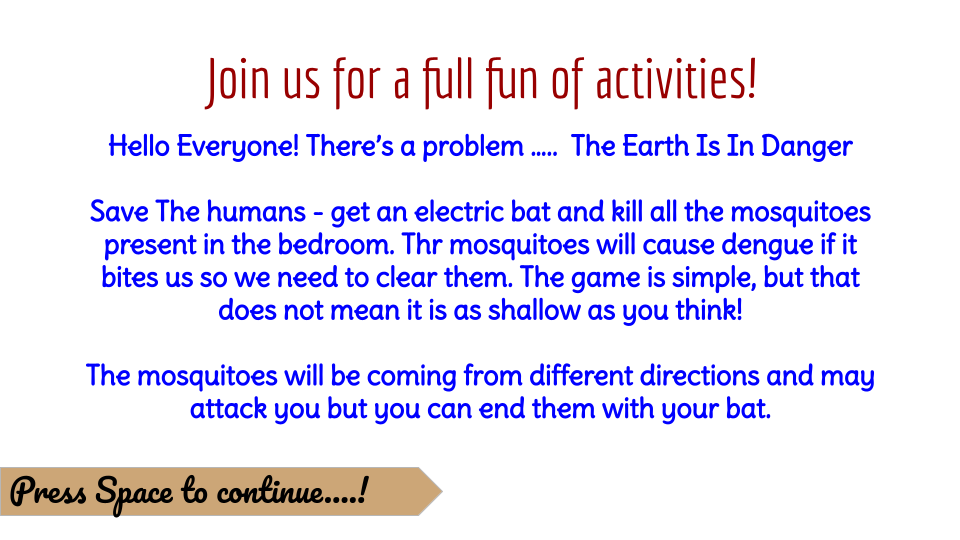 Join us for a full fun of activities!
Hello Everyone! There's a problem ..... The Earth Is In Danger
Save The humans - get an electric bat and kill all the mosquitoes
present in the bedroom. Thr mosquitoes will cause dengue if it
bites us so we need to clear them. The game is simple, but that
does not mean it is as shallow as you think!
The mosquitoes will be coming from different directions and may
attack you but you can end them with your bat.
Press Space to continue....!